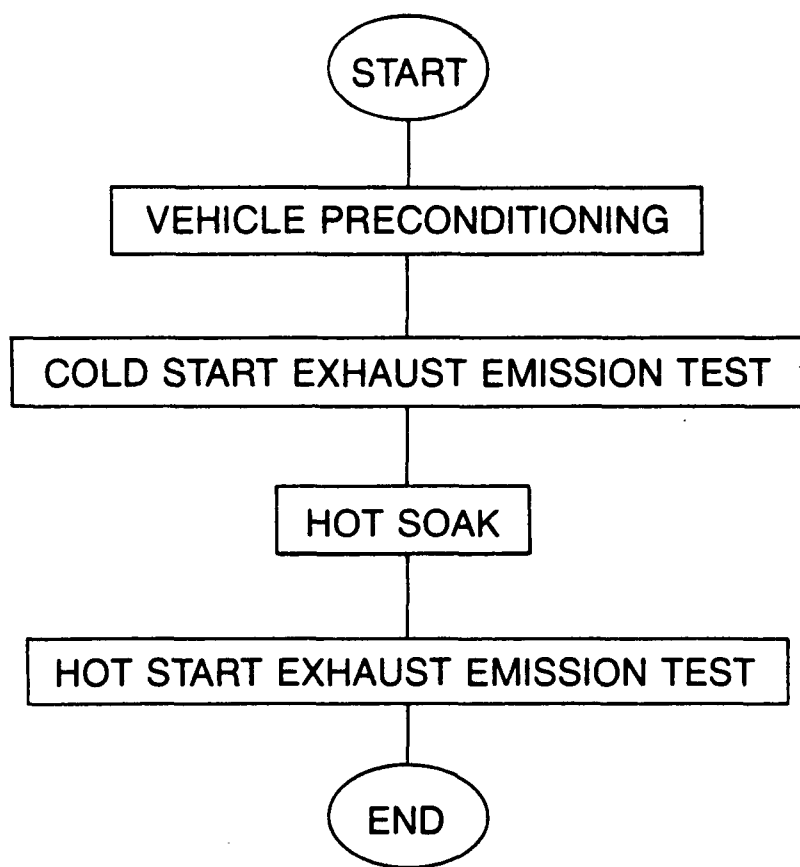 START
VEHICLE PRECONDITIONING
COLD START EXHAUST EMISSION TEST
HOT SOAK
HOT START EXHAUST EMISSION TEST
END